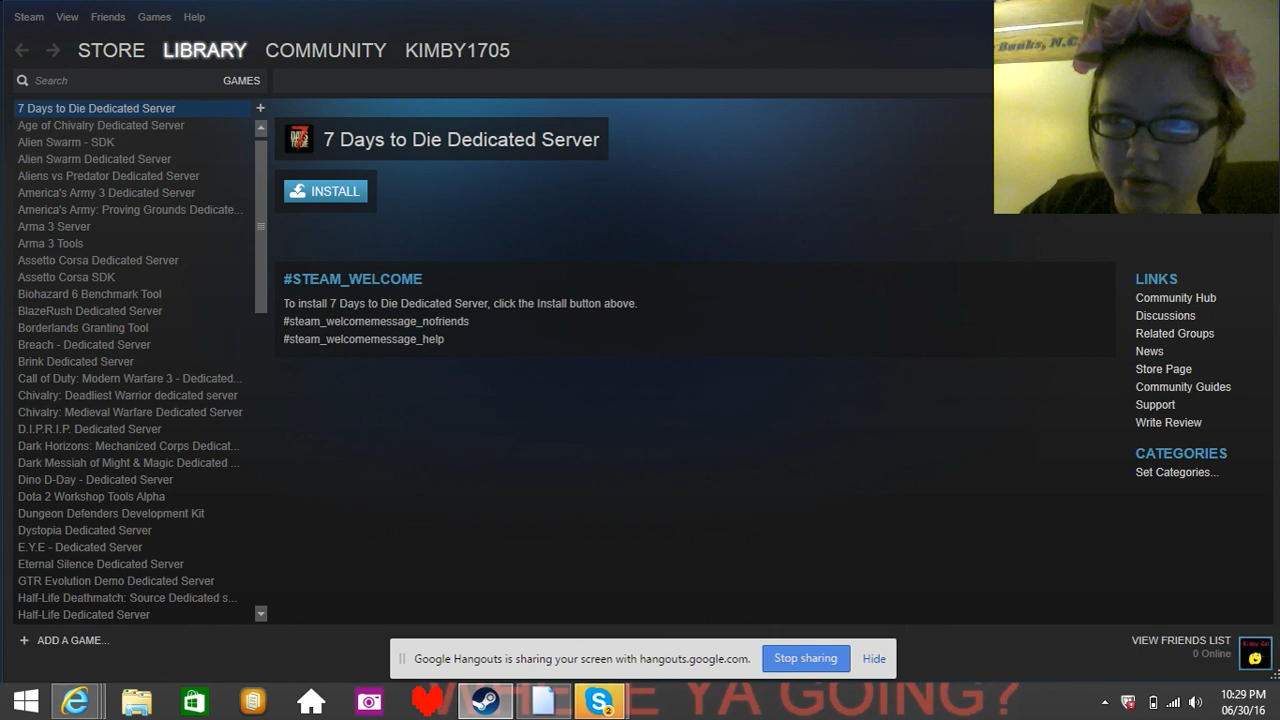 Steam View Friends Games Help
STORE LIBRARY COMMUNITY KIMBY1705
Search GAMES
7 Days to Die Dedicated Server
Age of Chivalry Dedicated Server
Alien Swarm - SDK
Alien Swarm Dedicated Server
Aliens vs Predator Dedicated Server
America's Army 3 Dedicated Server
America's Army: Proving Grounds Dedicate...
Arma 3 Server
Arma 3 Tools
Assetto Corsa Dedicated Server
Assetto Corsa SDK
Biohazard 6 Benchmark Tool
BlazeRush Dedicated Server
Borderlands Granting Tool
Breach - Dedicated Server
Brink Dedicated Server
Call of Duty: Modern Warfare 3 - Dedicated...
Chivalry: Deadliest Warrior dedicated server
Chivalry: Medieval Warfare Dedicated Server
D.I.P.R.I.P. Dedicated Server
Dark Horizons: Mechanized Corps Dedicat...
Dark Messiah of Might & Magic Dedicated ...
Dino D-Day - Dedicated Server
Dota 2 Workshop Tools Alpha
Dungeon Defenders Development Kit
Dystopia Dedicated Server
E.Y.E - Dedicated Server
Eternal Silence Dedicated Server
GTR Evolution Demo Dedicated Server
Half-Life Deathmatch: Source Dedicated s...
Half-Life Dedicated Server
+ ADD A GAME...
7 Days to Die Dedicated Server
INSTALL
#STEAM_WELCOME
To install 7 Days to Die Dedicated Server, click the Install button above.
#steam_welcomemessage_nofriends
#steam_welcomemessage_help
Banks, N.C.
LINKS
Community Hub
Discussions
Related Groups
News
Store Page
Community Guides
Support
Write Review
CATEGORIES
Set Categories...
VIEW FRIENDS LIST
0 Online
Google Hangouts is sharing your screen with hangouts.google.com. Stop sharing Hide
YA GOING?
10:29 PM
06/30/16